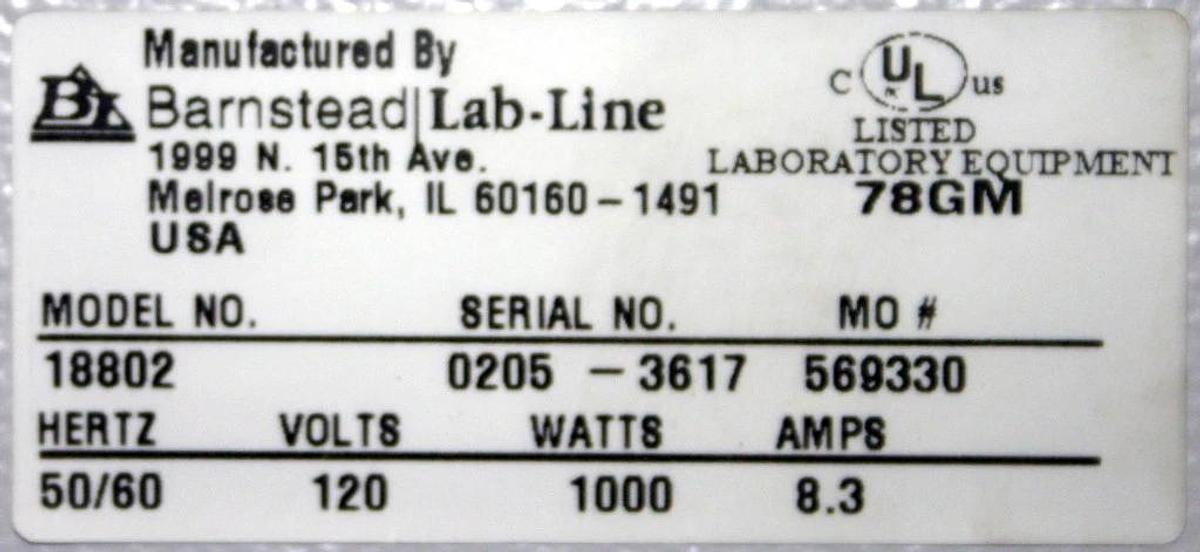 Manufactured By
BL Barnstead|Lab-Line
1999 N. 15th Ave.
Melrose Park, IL 60160-1491
USA
C UL us
LISTED
LABORATORY EQUIPMENT
78GM
MODEL NO. SERIAL NO. MO #
18802 0205 - 3617 569330
HERTZ VOLTS WATTS AMPS
50/60 120 1000 8.3